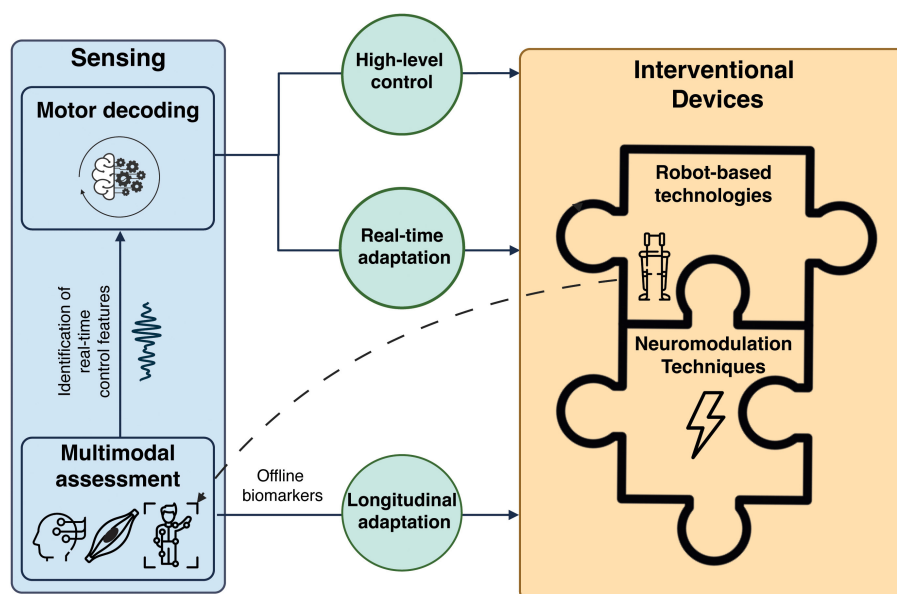 Sensing
Motor decoding
Identification of
real-time
control features
Multimodal
assessment
Offline
biomarkers
High-level
control
Real-time
adaptation
Longitudinal
adaptation
Interventional
Devices
Robot-based
technologies
Neuromodulation
Techniques